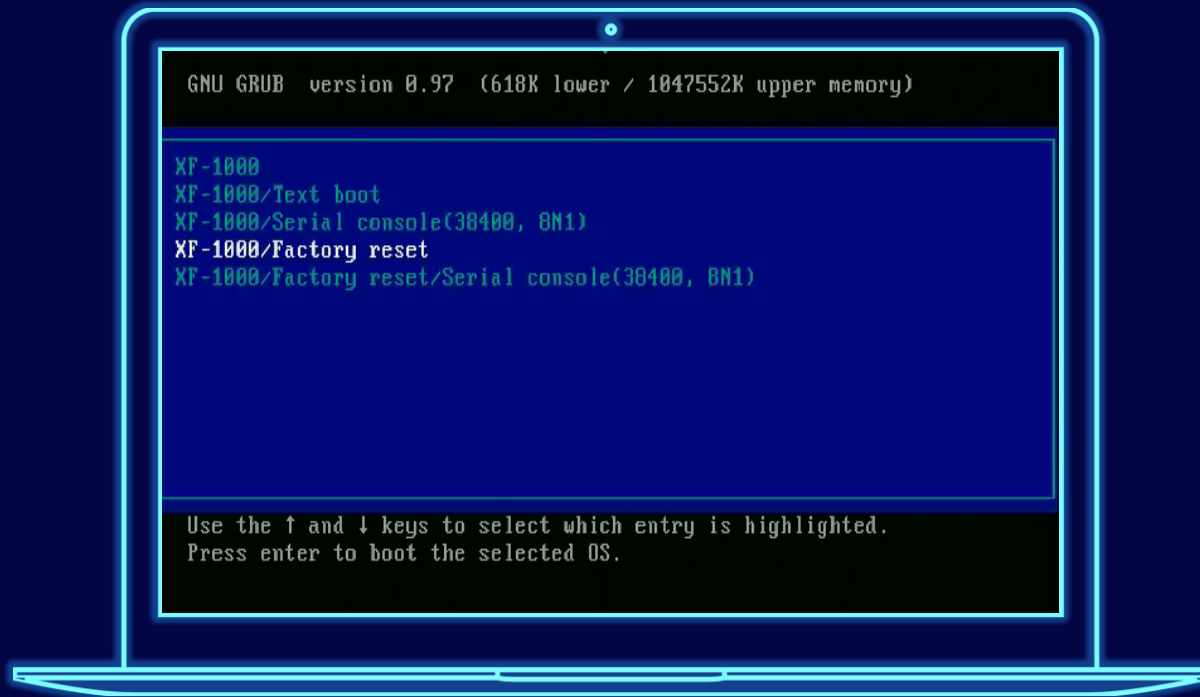 GNU GRUB version 0.97 (618K lower / 1047552K upper memory)
XF-1000
XF-1000/Text boot
XF-1000/Serial console(38400, 8N1)
XF-1000/Factory reset
XF-1000/Factory reset/Serial console(38400, 8N1)
Use the ↑ and ↓ keys to select which entry is highlighted.
Press enter to boot the selected OS.